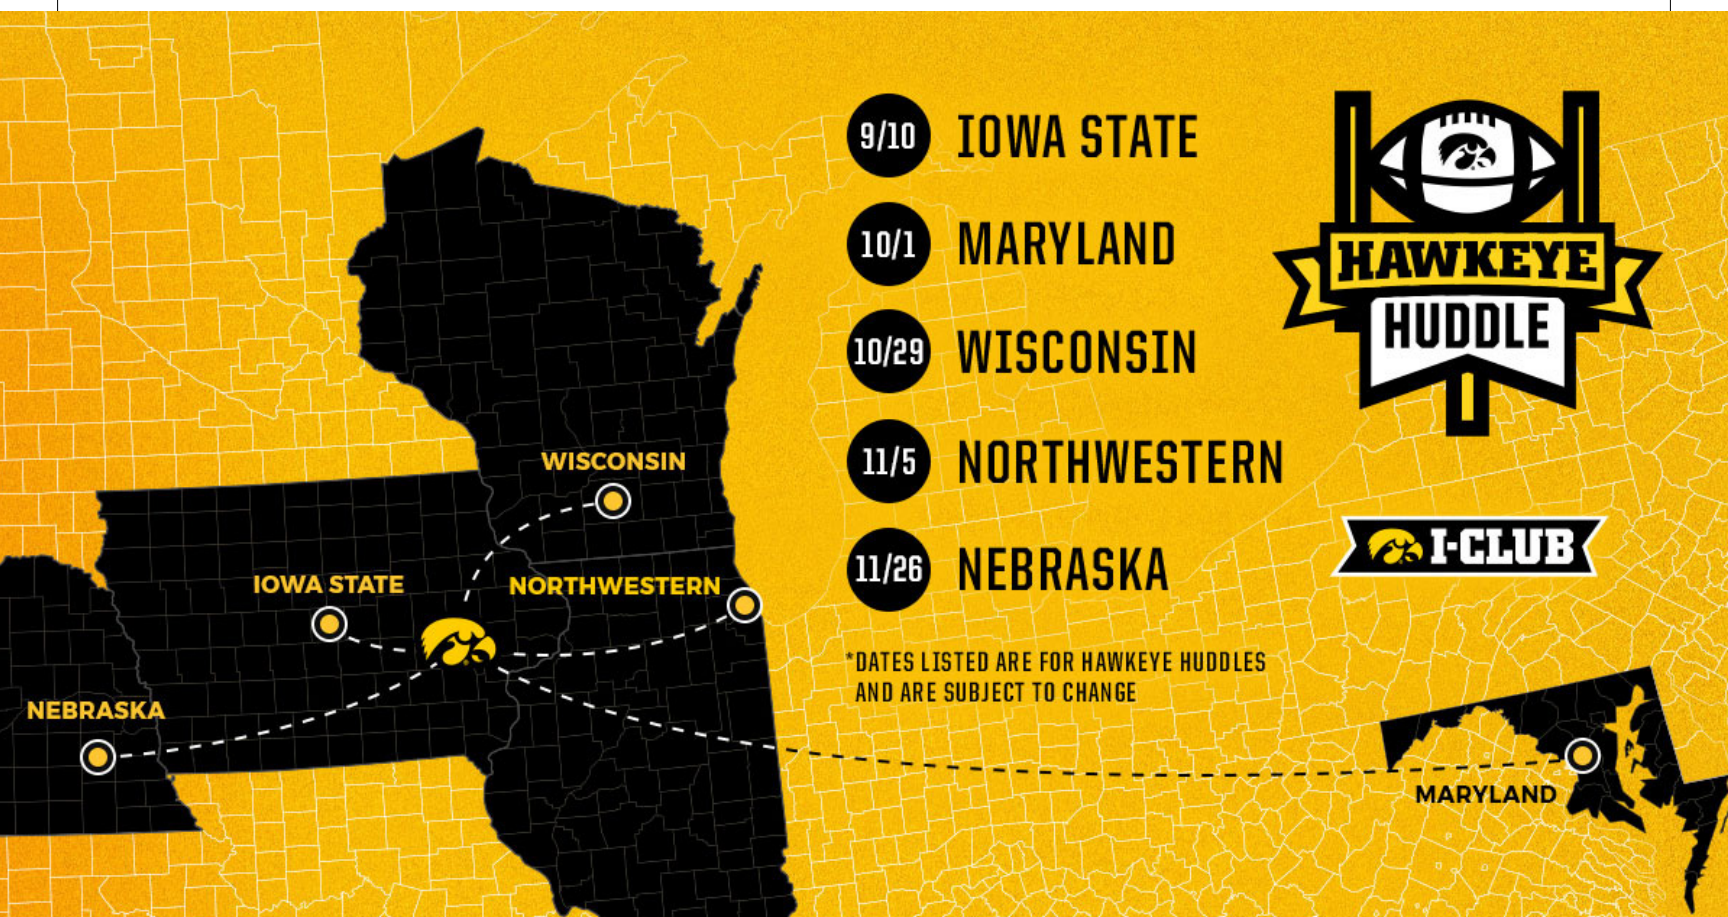 9/10 IOWA STATE
10/1 MARYLAND
10/29 WISCONSIN
11/5 NORTHWESTERN
11/26 NEBRASKA
*DATES LISTED ARE FOR HAWKEYE HUDDLES
AND ARE SUBJECT TO CHANGE
HAWKEYE
HUDDLE
I-CLUB
WISCONSIN
IOWA STATE
NORTHWESTERN
NEBRASKA
MARYLAND